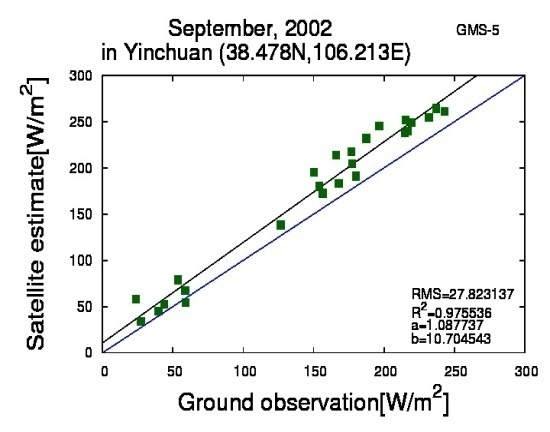 September, 2002
GMS-5
in Yinchuan (38.478N,106.213E)
Satellite estimate[W/m²]
300
250
200
150
100
50
0
RMS=27.823137
R²=0.975536
a=1.087737
b=10.704543
0 50 100 150 200 250 300
Ground observation[W/m²]